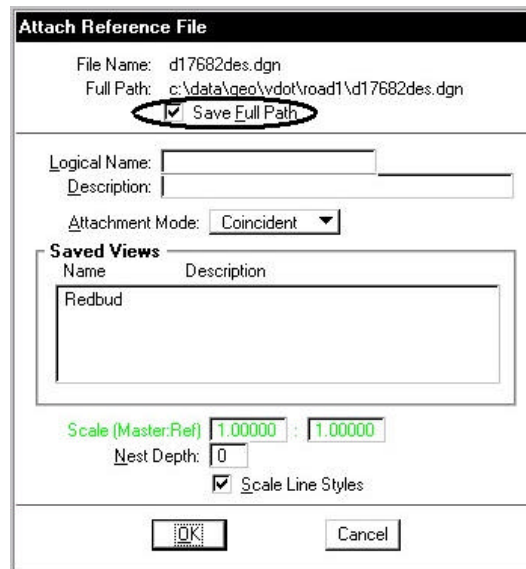 Attach Reference File
File Name: d17682des.dgn
Full Path: c:\data\geo\vdot\road1\d17682des.dgn
Save Full Path
Logical Name:
Description:
Attachment Mode: Coincident
Saved Views
Name Description
Redbud
Scale (Master:Ref) 1.00000 : 1.00000
Nest Depth: 0
Scale Line Styles
OK Cancel